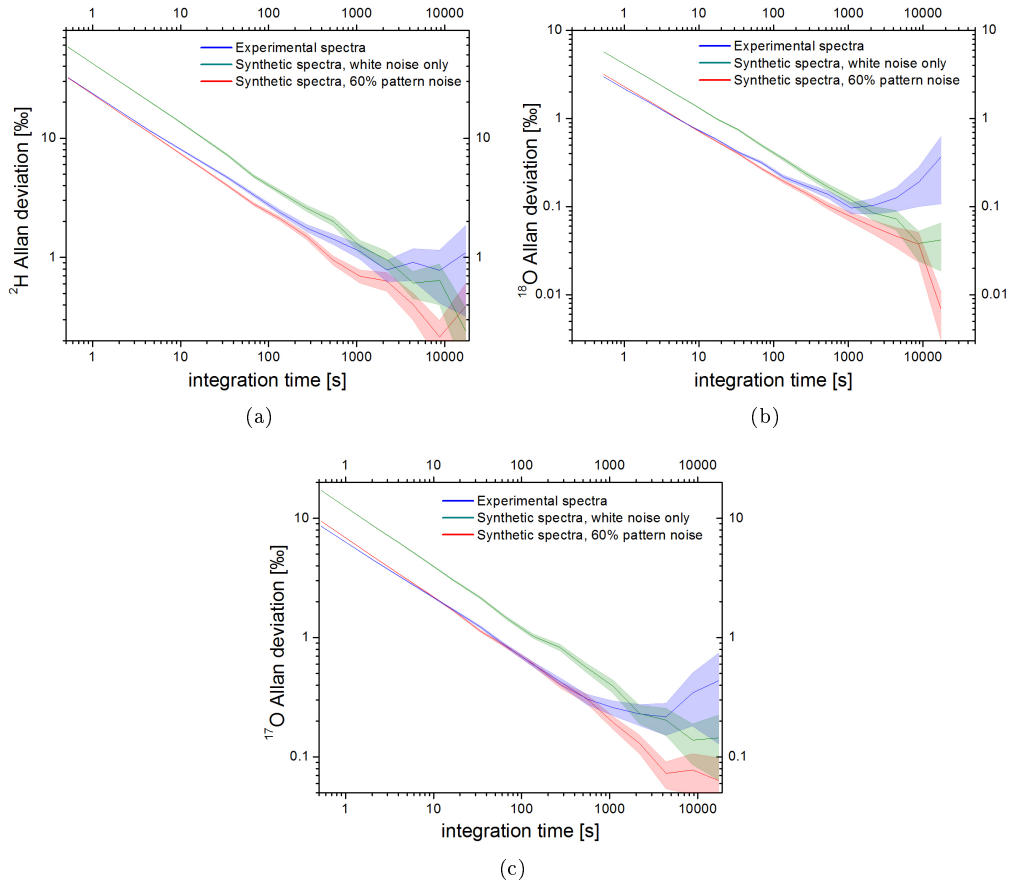 1 10 100 1000 10000
Experimental spectra
Synthetic spectra, white noise only
Synthetic spectra, 60% pattern noise
10
1
10
1
²H Allan deviation [‰]
1 10 100 1000 10000
integration time [s]
(a)
1 10 100 1000 10000
Experimental spectra
Synthetic spectra, white noise only
Synthetic spectra, 60% pattern noise
10
1
0.1
0.01
10
1
0.1
0.01
¹⁸O Allan deviation [‰]
1 10 100 1000 10000
integration time [s]
(b)
1 10 100 1000 10000
Experimental spectra
Synthetic spectra, white noise only
Synthetic spectra, 60% pattern noise
10
1
0.1
10
1
0.1
¹⁷O Allan deviation [‰]
1 10 100 1000 10000
integration time [s]
(c)